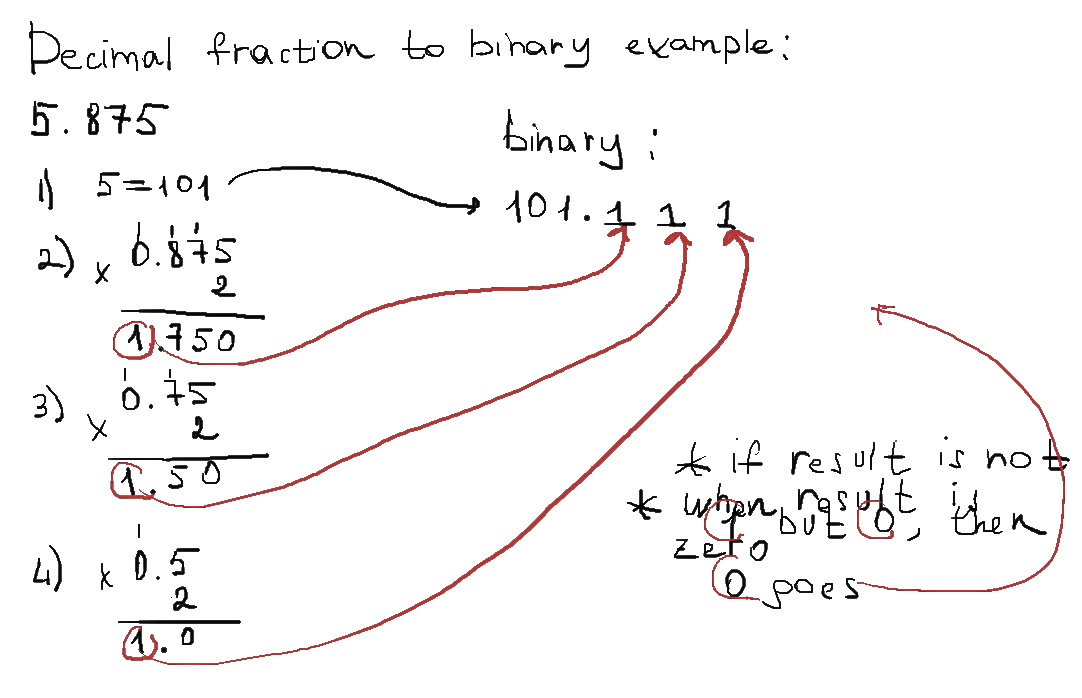 Decimal fraction to binary example:
5.875
binary:
1) 5=101
101.1 1 1
2) x 0.875
2
1.750
3) x 0.75
2
1.50
4) x 0.5
2
1.0
* if result is not
1 but 0, then
0 goes
* when result is
zero